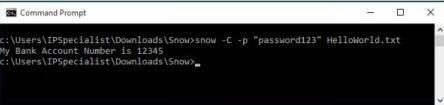 Command Prompt
c:\Users\IPSpecialist\Downloads\Snow>snow -C -p "password123" HelloWorld.txt
My Bank Account Number is 12345
c:\Users\IPSpecialist\Downloads\Snow>